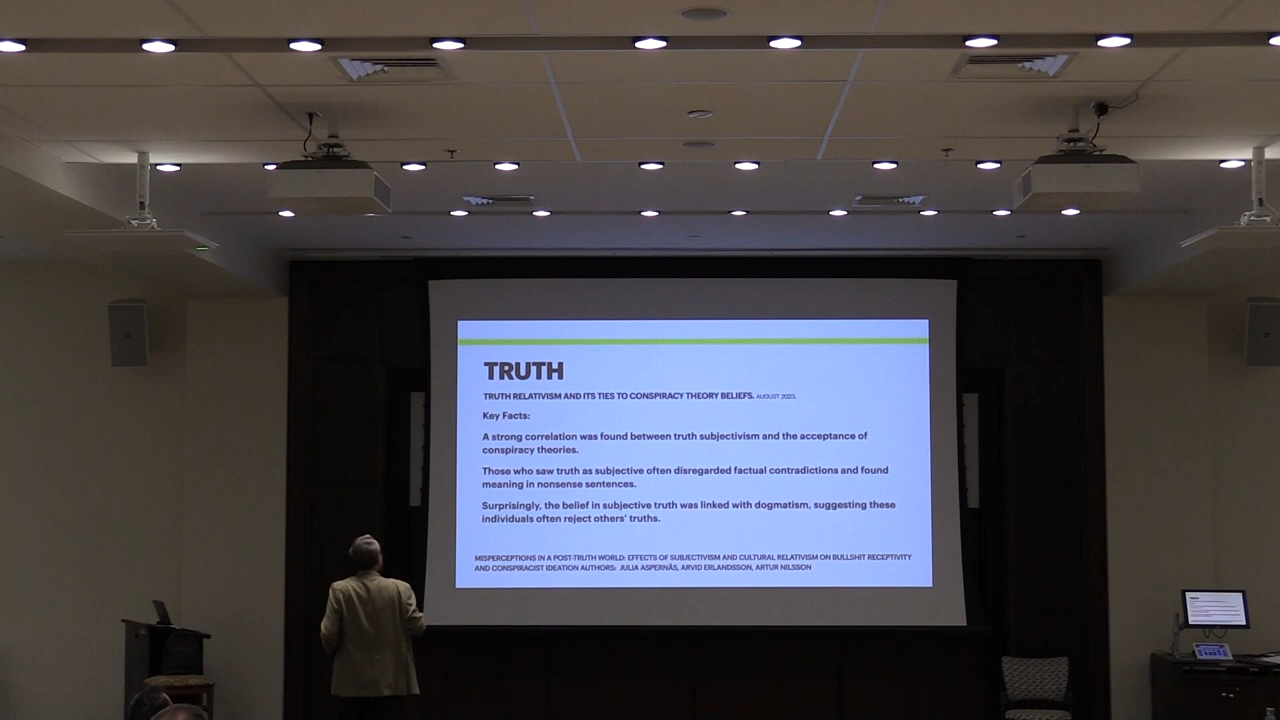 TRUTH
TRUTH RELATIVISM AND ITS TIES TO CONSPIRACY THEORY BELIEFS. AUGUST 2023.
Key Facts:
A strong correlation was found between truth subjectivism and the acceptance of
conspiracy theories.
Those who saw truth as subjective often disregarded factual contradictions and found
meaning in nonsense sentences.
Surprisingly, the belief in subjective truth was linked with dogmatism, suggesting these
individuals often reject others' truths.
MISPERCEPTIONS IN A POST-TRUTH WORLD: EFFECTS OF SUBJECTIVISM AND CULTURAL RELATIVISM ON BULLSHIT RECEPTIVITY
AND CONSPIRACIST IDEATION AUTHORS: JULIA ASPERNÄS, ARVID ERLANDSSON, ARTUR NILSSON